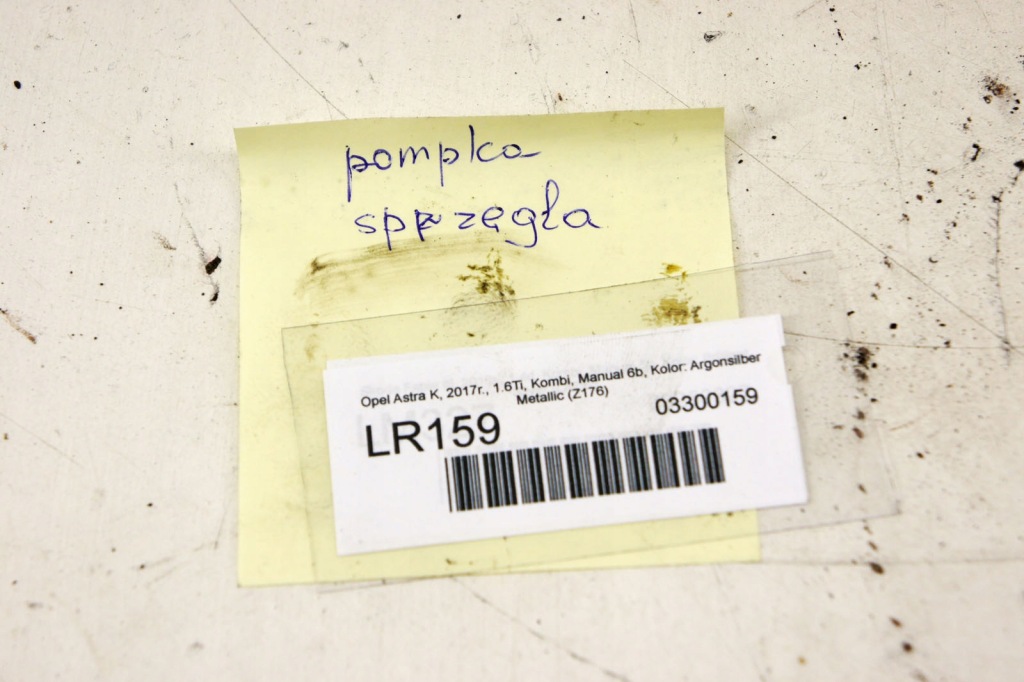 pompka
sprzęgła
Opel Astra K, 2017r., 1.6Ti, Kombi, Manual 6b, Kolor: Argonsilber
Metallic (Z176)
03300159
LR159